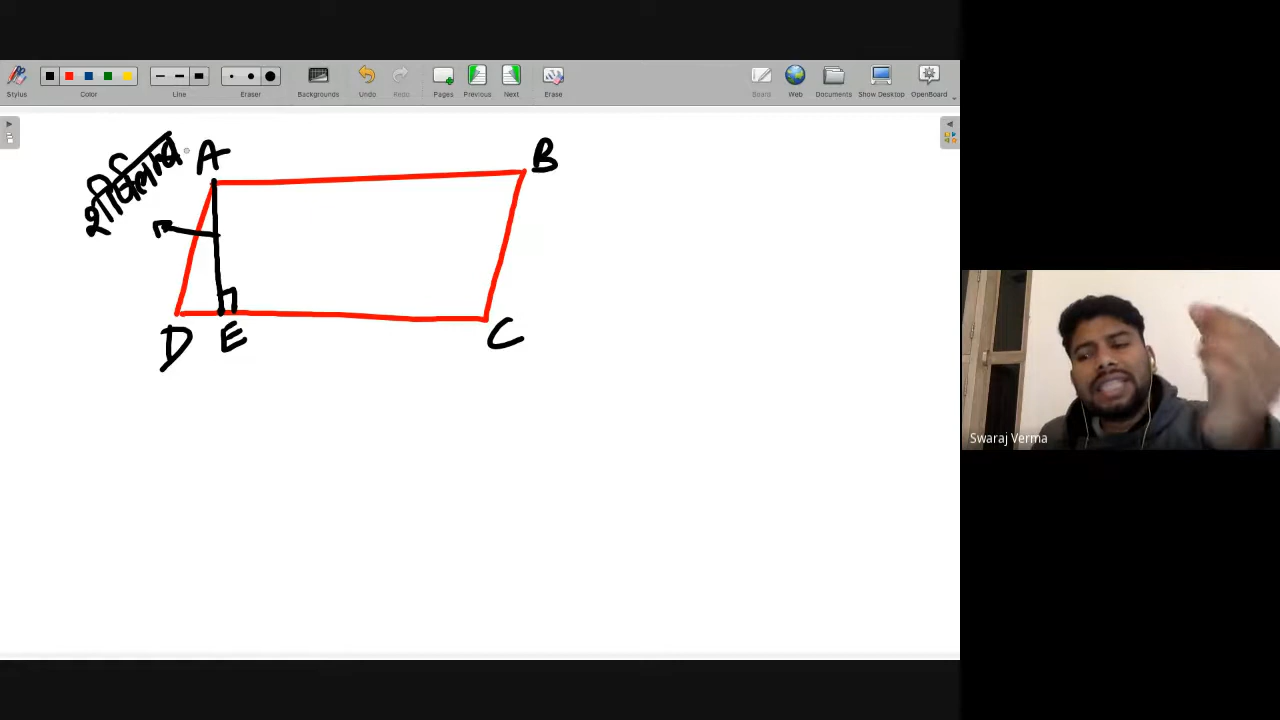 Stylus
Color
Line
Eraser
Backgrounds
Undo
Redo
Pages
Previous
Next
Erase
Board
Web
Documents
Show Desktop
OpenBoard
शीर्षलम्ब
A
B
D
E
C
Swaraj Verma